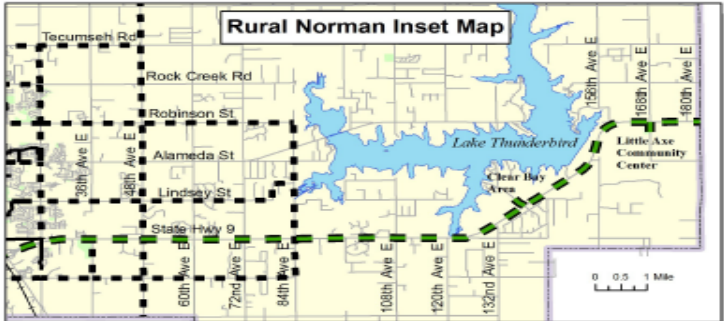 Rural Norman Inset Map
Tecumseh Rd
Rock Creek Rd
Robinson St
Alameda St
Lindsey St
State Hwy 9
36th Ave E
48th Ave E
60th Ave E
72nd Ave E
84th Ave E
108th Ave E
120th Ave E
132nd Ave E
156th Ave E
168th Ave E
180th Ave E
Lake Thunderbird
Clear Bay
Area
Little Axe
Community
Center
0 0.5 1 Mile